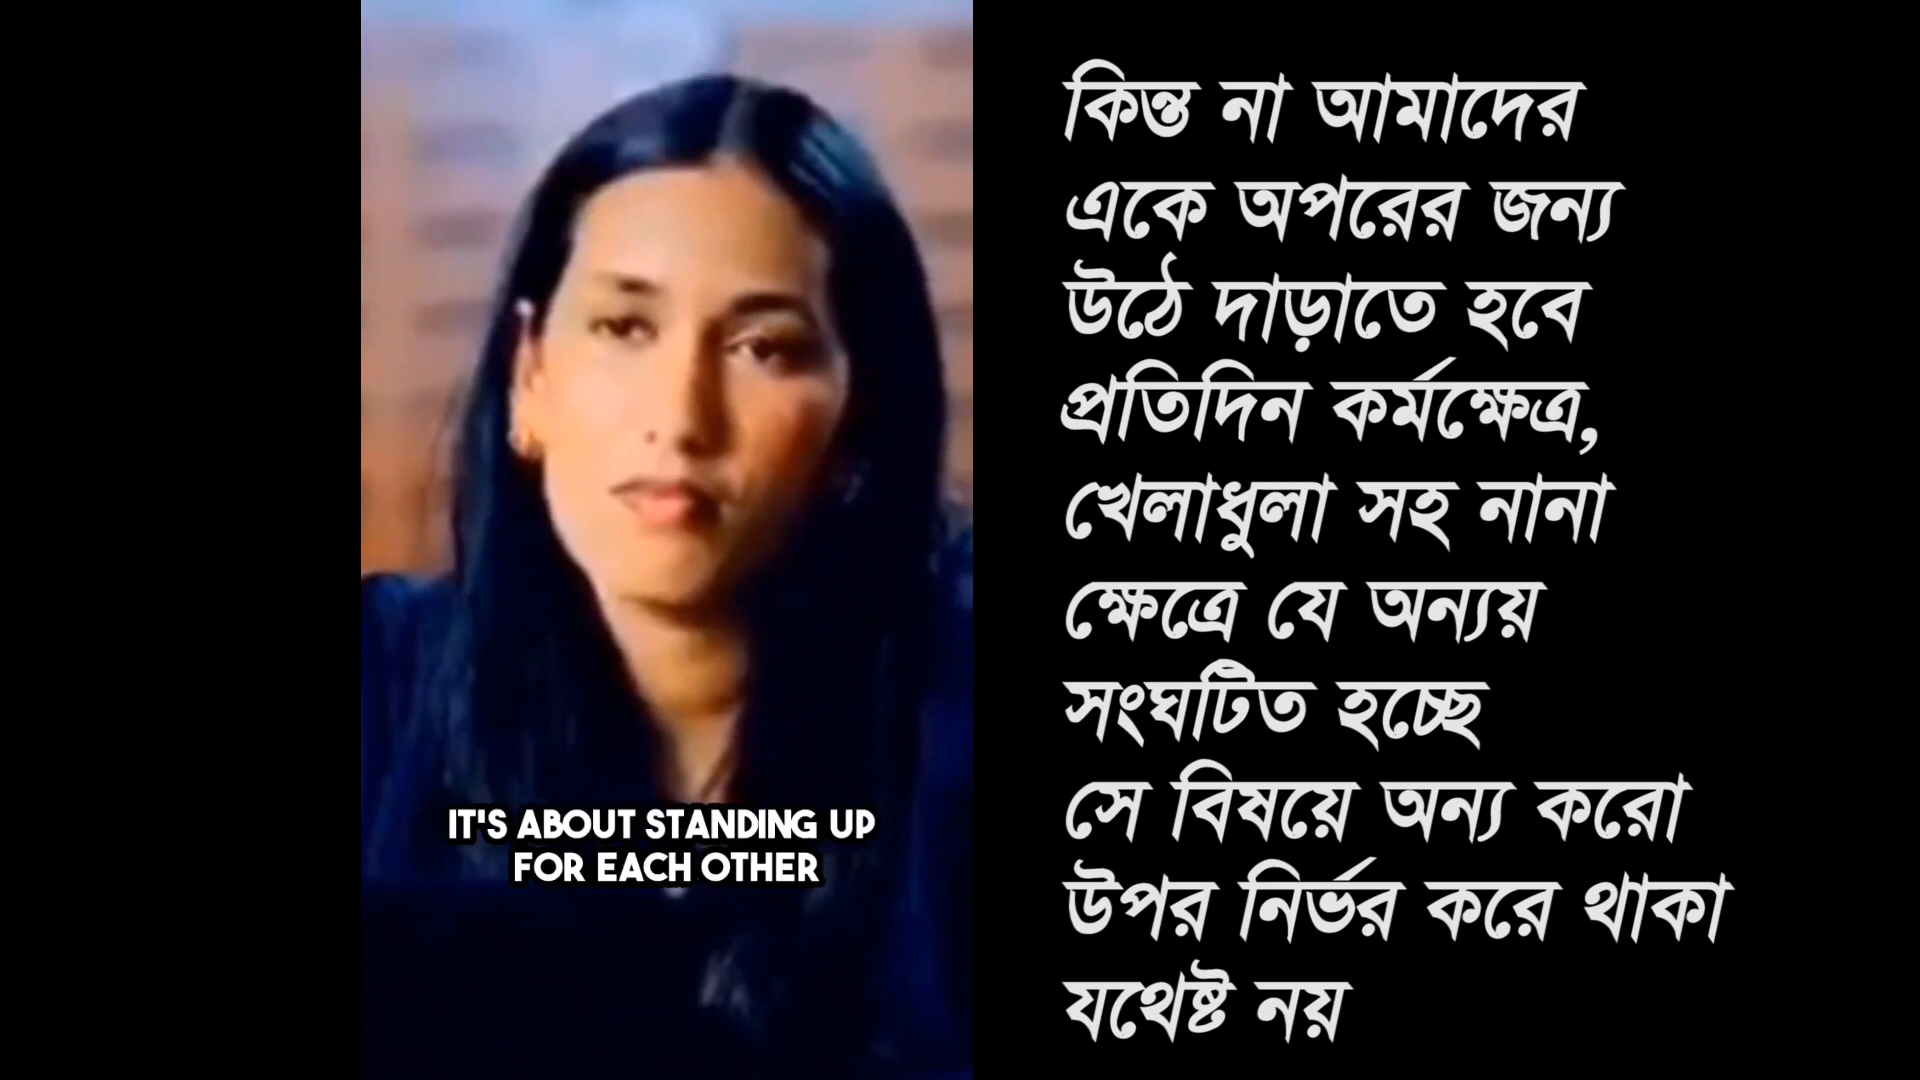 IT'S ABOUT STANDING UP
FOR EACH OTHER
কিন্ত না আমাদের
একে অপরের জন্য
উঠে দাড়াতে হবে
প্রতিদিন কর্মক্ষেত্র,
খেলাধুলা সহ নানা
ক্ষেত্রে যে অন্যয়
সংঘটিত হচ্ছে
সে বিষয়ে অন্য করো
উপর নির্ভর করে থাকা
যথেষ্ট নয়